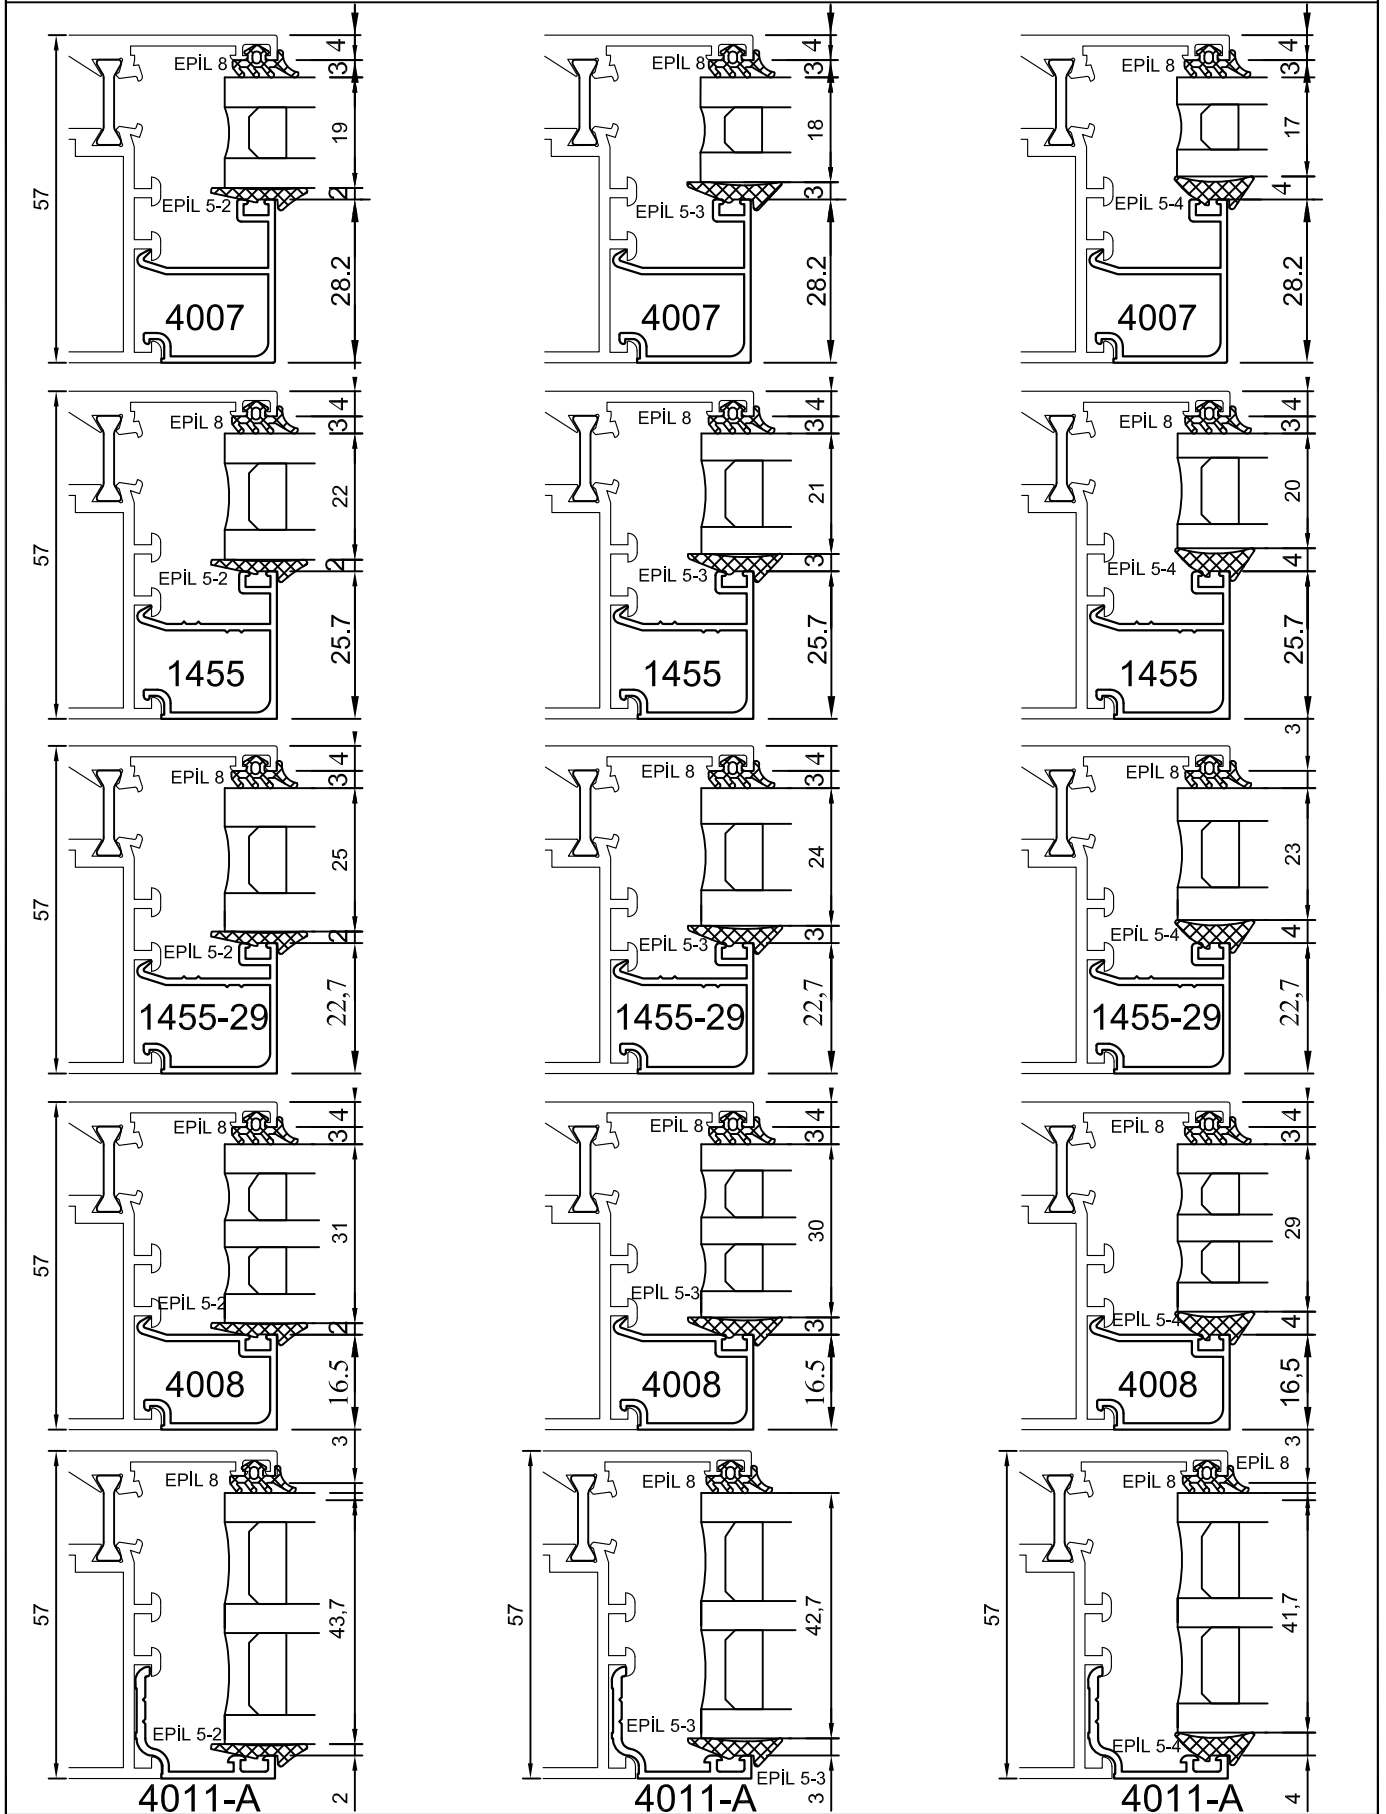 57
EPİL 8
4
3
19
2
EPİL 5-2
28.2
4007
EPİL 8
4
3
18
3
EPİL 5-3
28.2
4007
EPİL 8
4
3
17
4
EPİL 5-4
28.2
4007
57
EPİL 8
4
3
22
2
EPİL 5-2
25.7
1455
EPİL 8
4
3
21
3
EPİL 5-3
25.7
1455
EPİL 8
4
3
20
4
EPİL 5-4
25.7
1455
57
EPİL 8
4
3
25
2
EPİL 5-2
22,7
1455-29
EPİL 8
4
3
24
3
EPİL 5-3
22,7
1455-29
3
EPİL 8
23
4
EPİL 5-4
22,7
1455-29
57
EPİL 8
4
3
31
2
EPİL 5-2
16.5
4008
EPİL 8
4
3
30
3
EPİL 5-3
16.5
4008
EPİL 8
4
3
29
4
EPİL 5-4
16,5
4008
57
3
EPİL 8
43,7
EPİL 5-2
2
4011-A
57
EPİL 8
42,7
EPİL 5-3
EPİL 5-3
3
4011-A
57
3
EPİL 8
EPİL 8
41,7
EPİL 5-4
4
4011-A